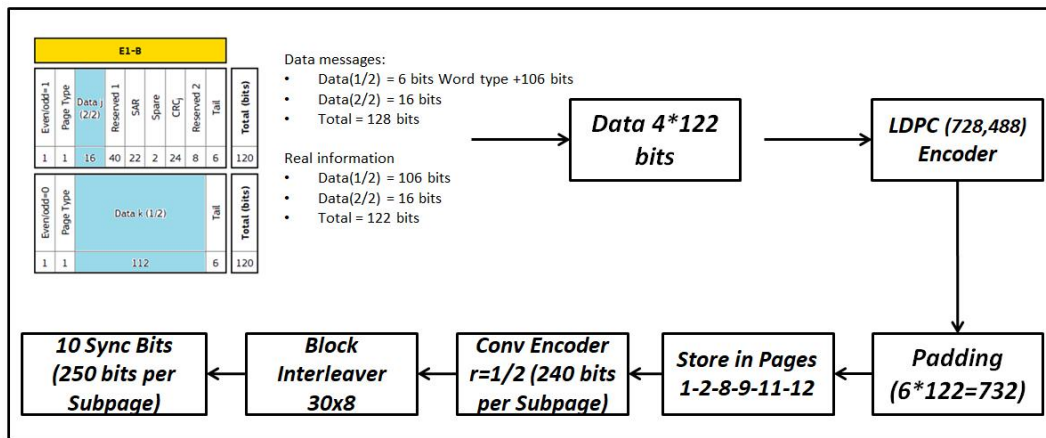 E1-B
Even/odd=1
Page Type
Data j
(2/2)
Reserved 1
SAR
Spare
CRCj
Reserved 2
Tail
Total (bits)
1 1 16 40 22 2 24 8 6 120
Even/odd=0
Page Type
Data k (1/2)
Tail
Total (bits)
1 1 112 6 120
Data messages:
• Data(1/2) = 6 bits Word type +106 bits
• Data(2/2) = 16 bits
• Total = 128 bits
Real information
• Data(1/2) = 106 bits
• Data(2/2) = 16 bits
• Total = 122 bits
Data 4*122
bits
LDPC (728,488)
Encoder
10 Sync Bits
(250 bits per
Subpage)
Block
Interleaver
30x8
Conv Encoder
r=1/2 (240 bits
per Subpage)
Store in Pages
1-2-8-9-11-12
Padding
(6*122=732)